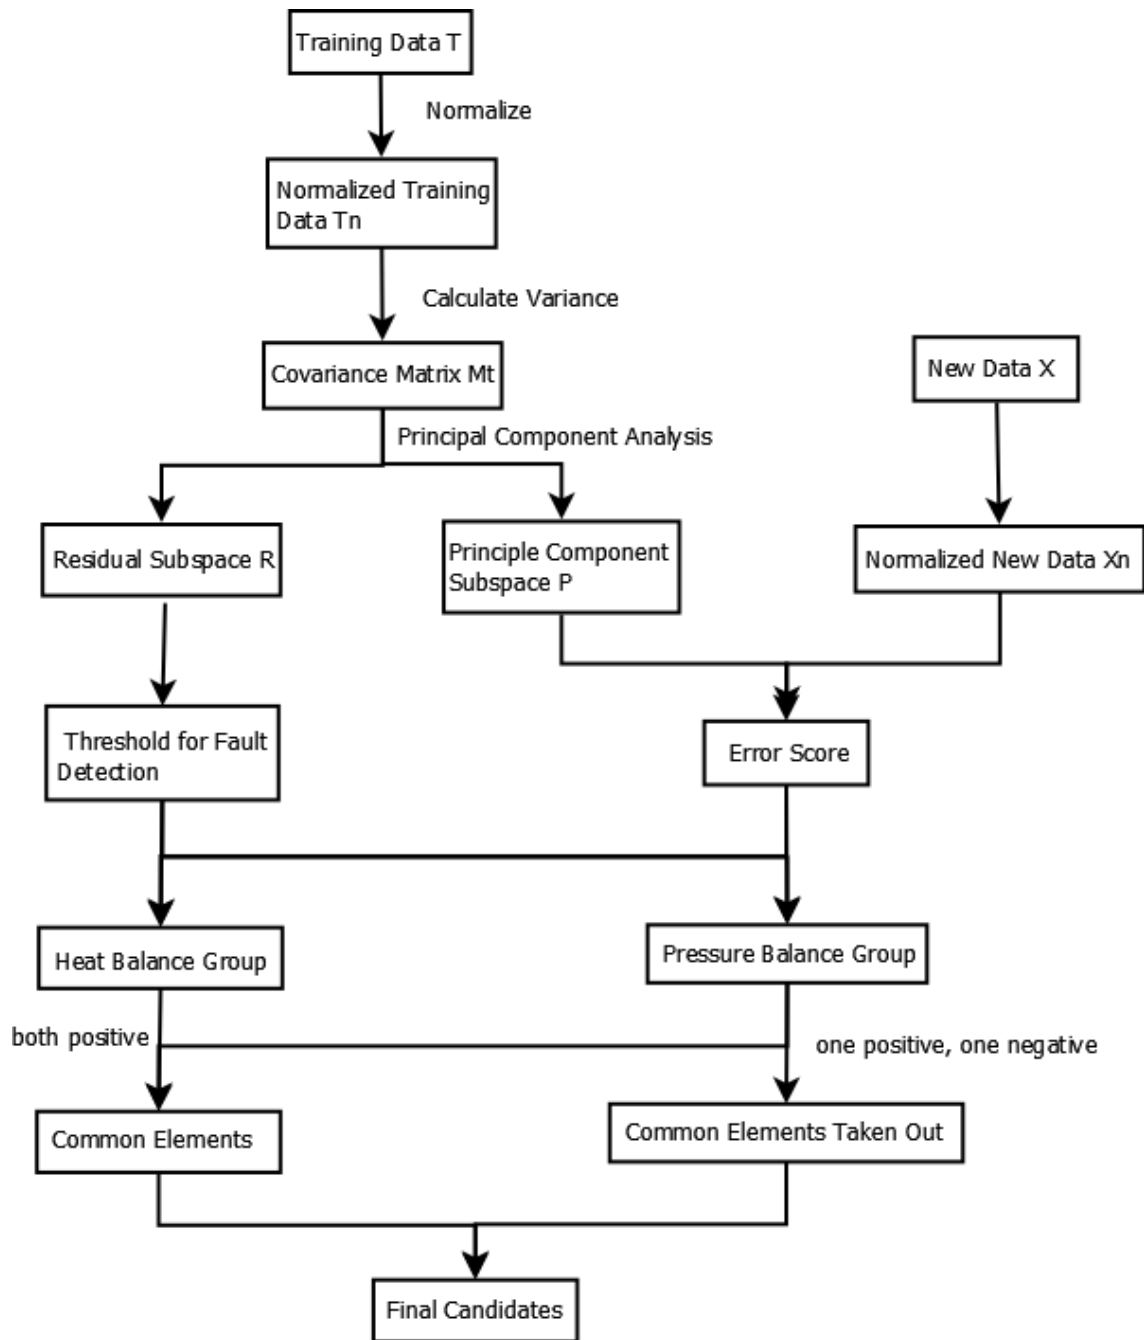 Training Data T
Normalize
Normalized Training
Data Tn
Calculate Variance
Covariance Matrix Mt
New Data X
Principal Component Analysis
Residual Subspace R
Principle Component
Subspace P
Normalized New Data Xn
Threshold for Fault
Detection
Error Score
Heat Balance Group
Pressure Balance Group
both positive
one positive, one negative
Common Elements
Common Elements Taken Out
Final Candidates